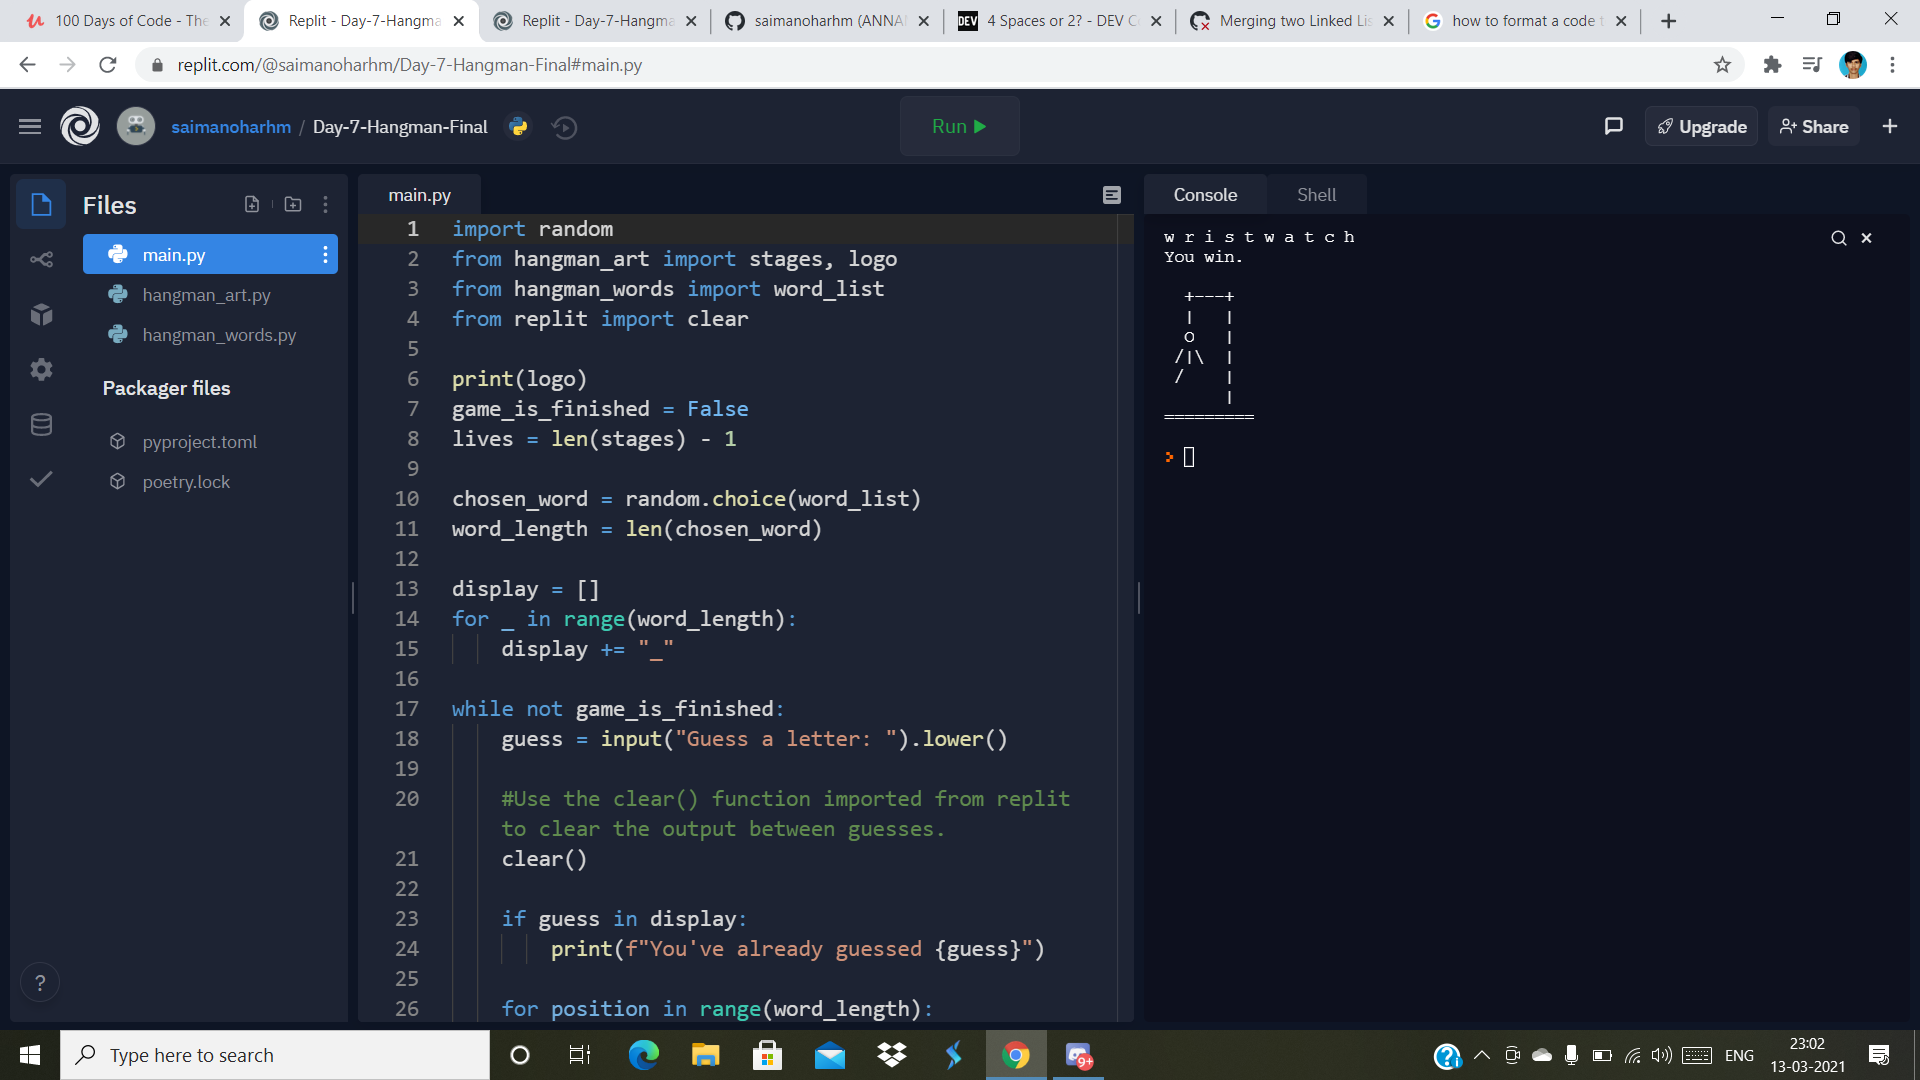 100 Days of Code - The
Replit - Day-7-Hangma
Replit - Day-7-Hangma
saimanoharhm (ANNA
DEV
4 Spaces or 2? - DEV C
Merging two Linked Lis
how to format a code t
replit.com/@saimanoharhm/Day-7-Hangman-Final#main.py
saimanoharhm / Day-7-Hangman-Final
Run
Upgrade
Share
Files
main.py
hangman_art.py
hangman_words.py
Packager files
pyproject.toml
poetry.lock
?
main.py
1 import random
2 from hangman_art import stages, logo
3 from hangman_words import word_list
4 from replit import clear
5
6 print(logo)
7 game_is_finished = False
8 lives = len(stages) - 1
9
10 chosen_word = random.choice(word_list)
11 word_length = len(chosen_word)
12
13 display = []
14 for _ in range(word_length):
15 display += "_"
16
17 while not game_is_finished:
18 guess = input("Guess a letter: ").lower()
19
20 #Use the clear() function imported from replit
to clear the output between guesses.
21 clear()
22
23 if guess in display:
24 print(f"You've already guessed {guess}")
25
26 for position in range(word_length):
Console
Shell
w r i s t w a t c h
You win.
+---+
|   |
O   |
/|\  |
/    |
|
=========
>
Type here to search
9+
ENG
23:02
13-03-2021